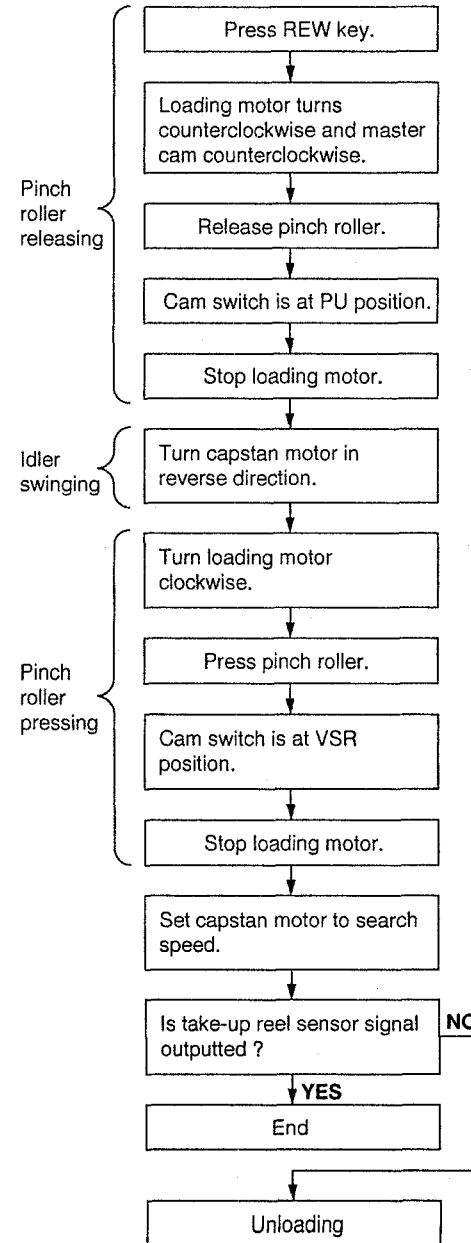 Press REW key.
Loading motor turns
counterclockwise and master
cam counterclockwise.
Pinch
roller
releasing
Release pinch roller.
Cam switch is at PU position.
Stop loading motor.
Idler
swinging
Turn capstan motor in
reverse direction.
Turn loading motor
clockwise.
Press pinch roller.
Pinch
roller
pressing
Cam switch is at VSR
position.
Stop loading motor.
Set capstan motor to search
speed.
Is take-up reel sensor signal
outputted ?
NO
YES
End
Unloading